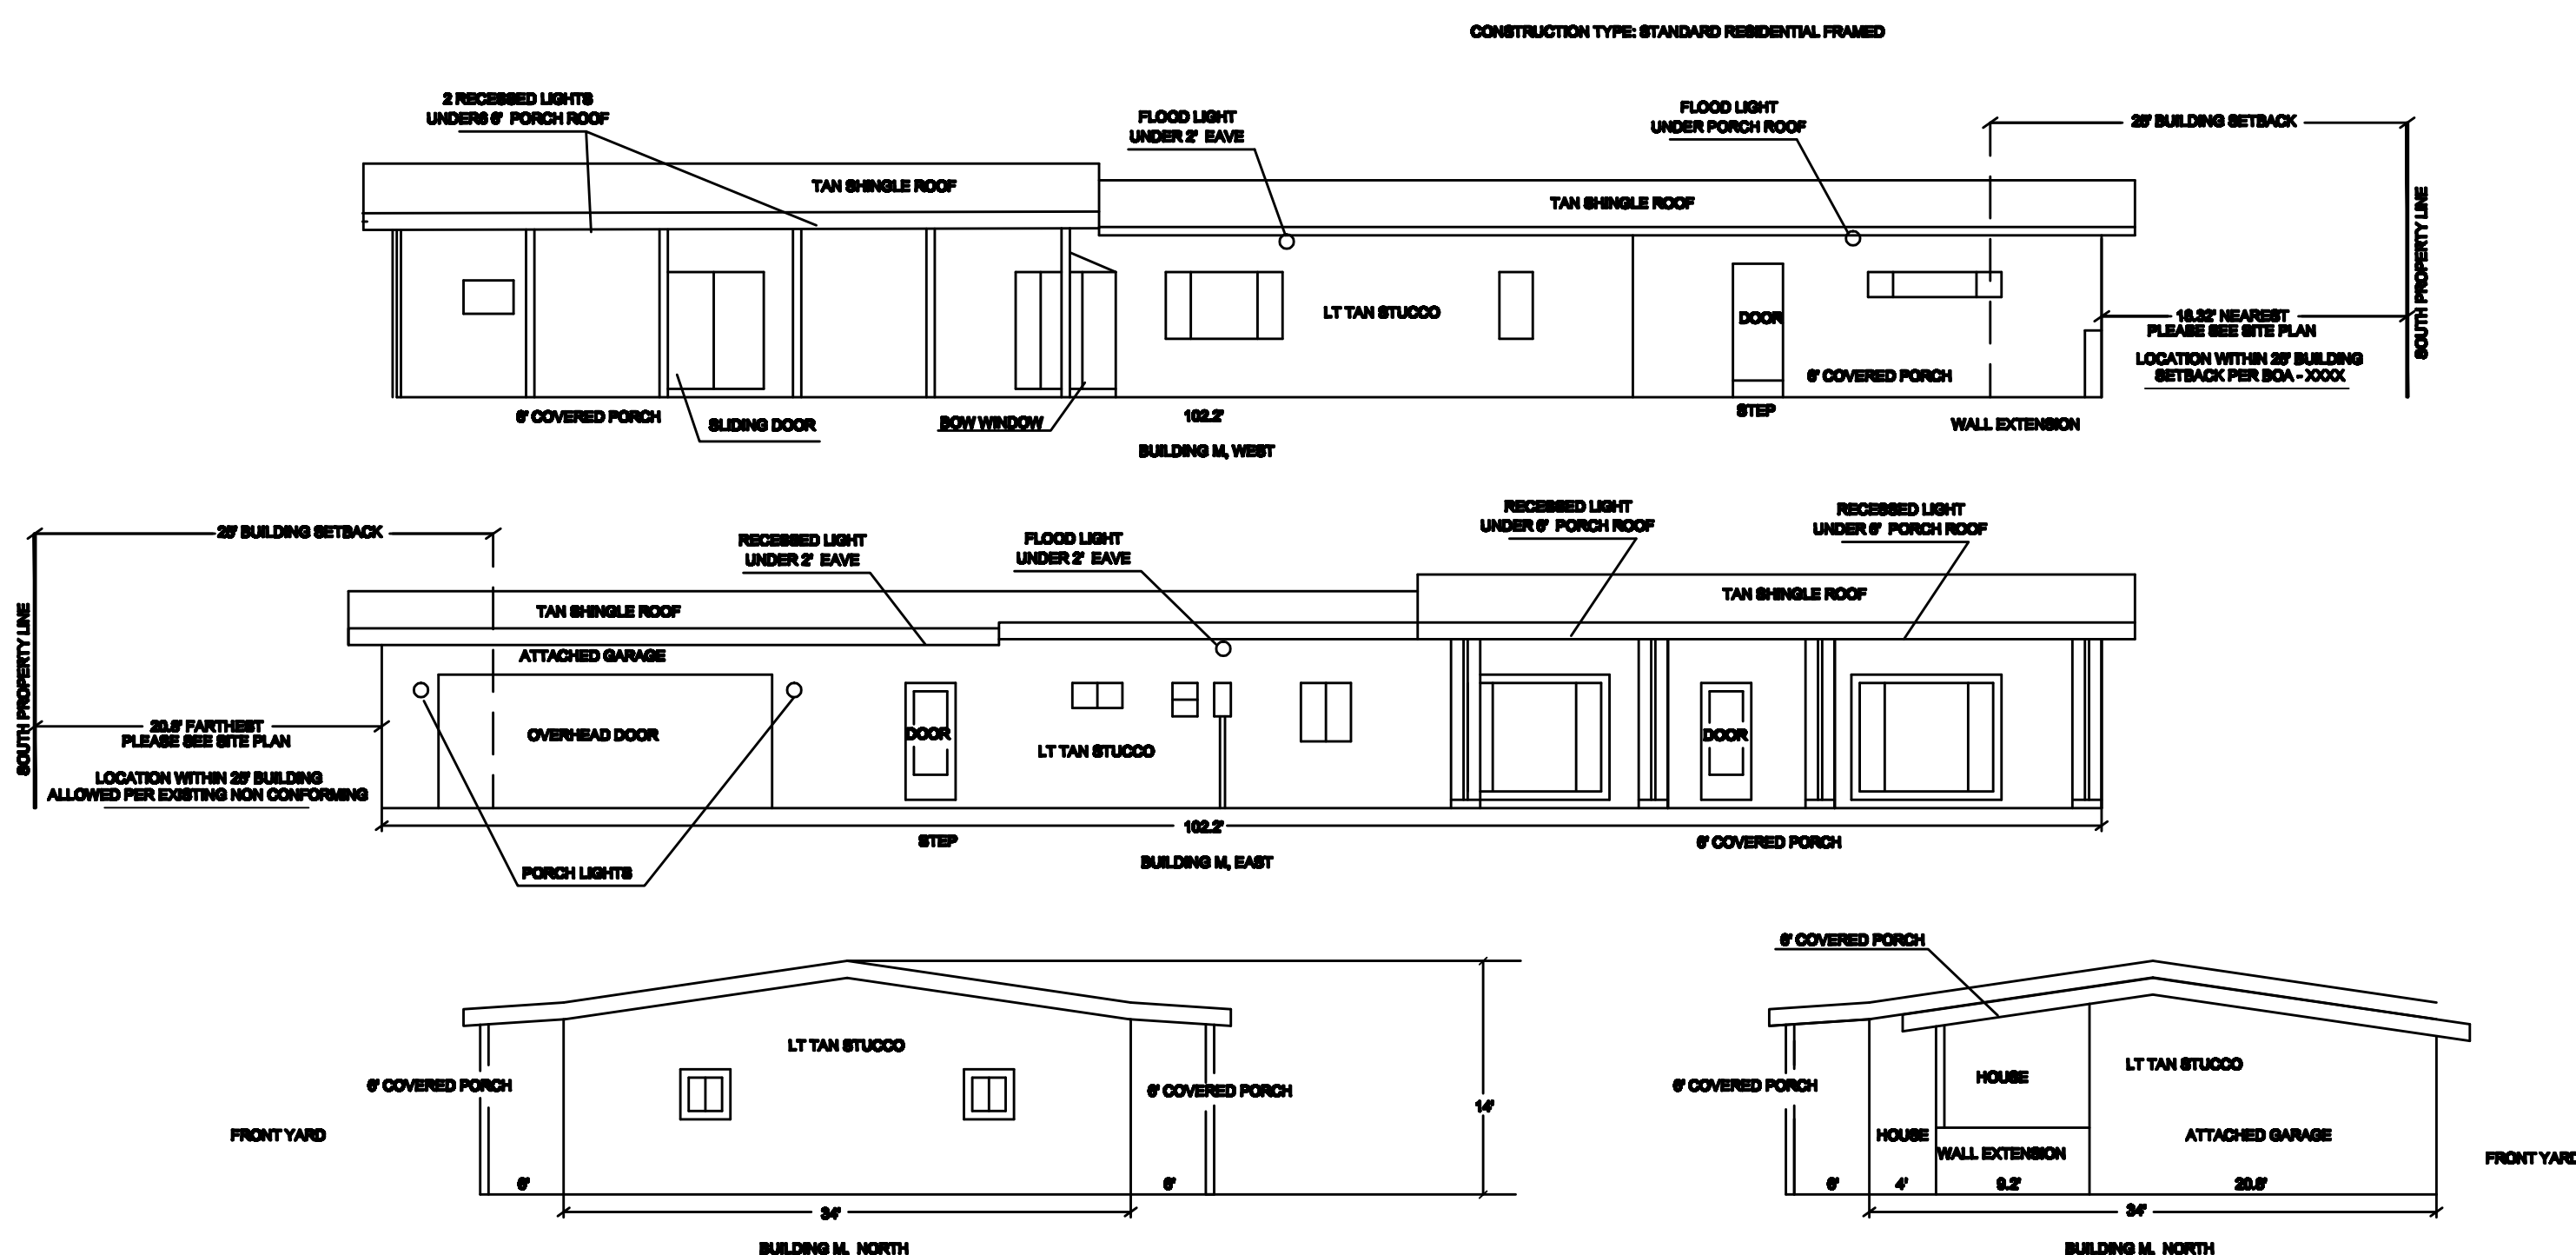 CONSTRUCTION TYPE: STANDARD RESIDENTIAL FRAMED
2 RECESSED LIGHTS
UNDER6 6' PORCH ROOF
FLOOD LIGHT
UNDER 2' EAVE
FLOOD LIGHT
UNDER PORCH ROOF
25' BUILDING SETBACK
TAN SHINGLE ROOF
TAN SHINGLE ROOF
SOUTH PROPERTY LINE
LT TAN STUCCO
DOOR
18.32' NEAREST
PLEASE SEE SITE PLAN
LOCATION WITHIN 25' BUILDING
SETBACK PER BOA - XXXX
6' COVERED PORCH
6' COVERED PORCH
SLIDING DOOR
BOW WINDOW
102.2'
STEP
WALL EXTENSION
BUILDING M, WEST
25' BUILDING SETBACK
RECESSED LIGHT
UNDER 2' EAVE
FLOOD LIGHT
UNDER 2' EAVE
RECESSED LIGHT
UNDER 6' PORCH ROOF
RECESSED LIGHT
UNDER 6' PORCH ROOF
TAN SHINGLE ROOF
TAN SHINGLE ROOF
SOUTH PROPERTY LINE
ATTACHED GARAGE
20.8' FARTHEST
PLEASE SEE SITE PLAN
OVERHEAD DOOR
DOOR
LT TAN STUCCO
DOOR
LOCATION WITHIN 25' BUILDING
ALLOWED PER EXISTING NON CONFORMING
102.2'
STEP
6' COVERED PORCH
BUILDING M, EAST
PORCH LIGHTS
LT TAN STUCCO
6' COVERED PORCH
6' COVERED PORCH
14'
FRONT YARD
6'
6'
34'
BUILDING M, NORTH
6' COVERED PORCH
LT TAN STUCCO
HOUSE
6' COVERED PORCH
HOUSE
ATTACHED GARAGE
WALL EXTENSION
FRONT YARD
6'
4'
9.2'
20.8'
34'
BUILDING M, NORTH